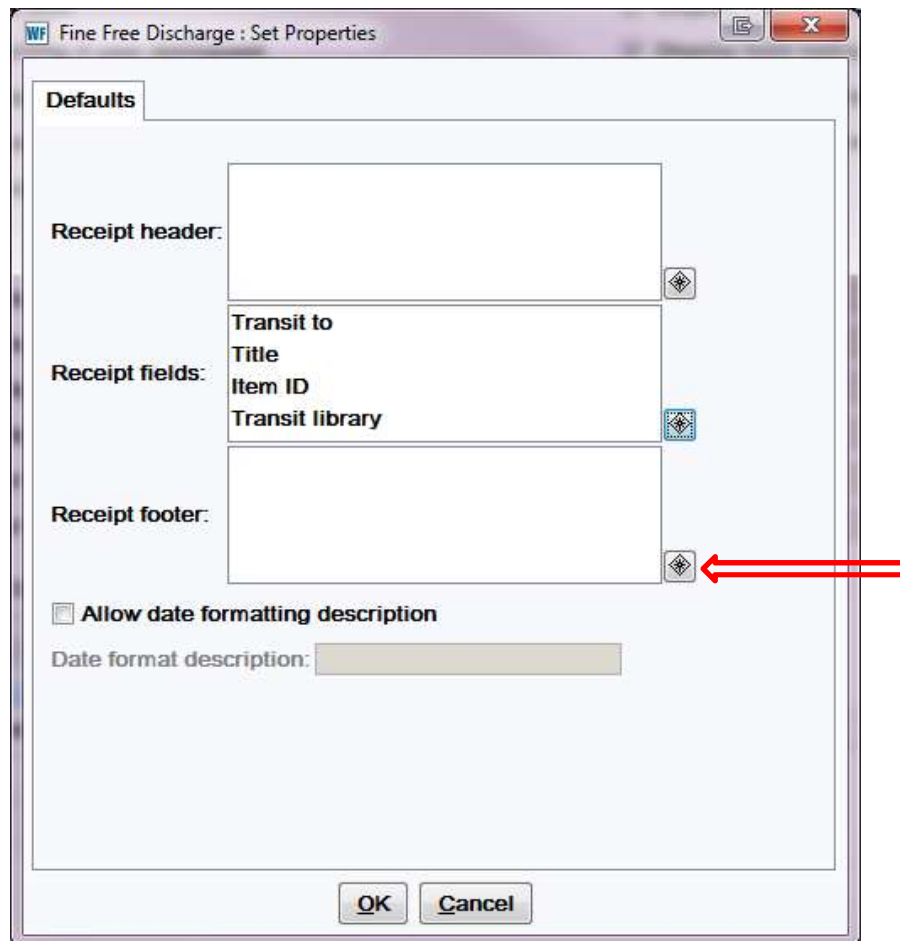 WF Fine Free Discharge : Set Properties
Defaults
Receipt header:
Receipt fields:
Transit to
Title
Item ID
Transit library
Receipt footer:
Allow date formatting description
Date format description:
OK Cancel